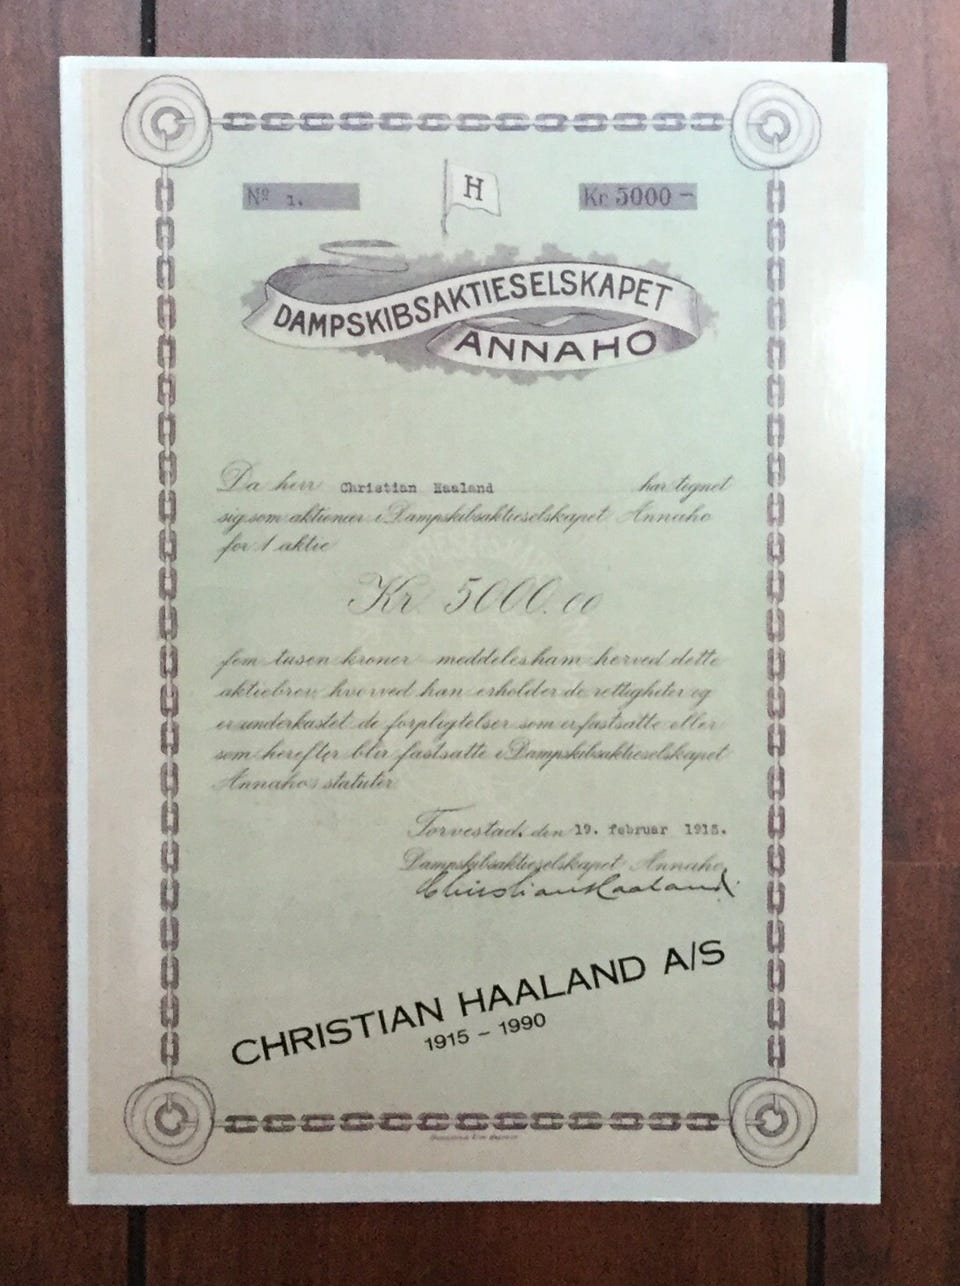 Nº 1.
H
Kr 5000 –
DAMPSKIBSAKTIESELSKAPET
ANNAHO
Da herr Christian Haaland har tegnet
sig som aktionær i Dampskibsaktieselskapet Annaho
for 1 aktie
Kr. 5000.00
fem tusen kroner meddeles ham herved dette
aktiebrev hvorved han erholder de rettigheter og
er underkastet de forpligtelser som er fastsatte eller
som herefter blir fastsatte i Dampskibsaktieselskapet
Annaho's statuter
Torvestad, den 19. februar 1915.
Dampskibsaktieselskapet Annaho
Christian Haaland
CHRISTIAN HAALAND A/S
1915 – 1990